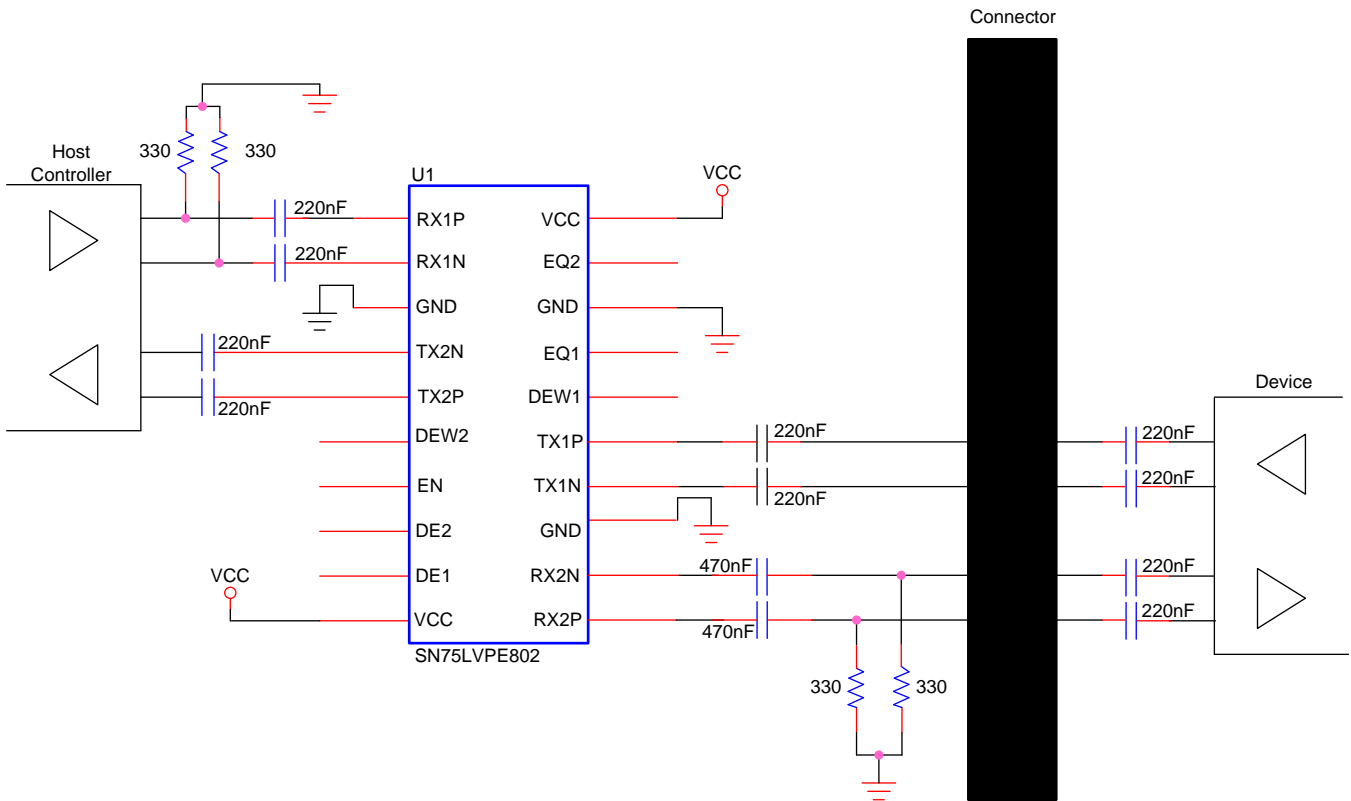 Connector
330
330
Host
Controller
U1
VCC
220nF
RX1P
VCC
220nF
RX1N
EQ2
GND
GND
220nF
TX2N
EQ1
220nF
TX2P
DEW1
Device
DEW2
TX1P
220nF
220nF
EN
TX1N
220nF
220nF
DE2
GND
VCC
DE1
RX2N
470nF
220nF
VCC
RX2P
470nF
220nF
SN75LVPE802
330
330